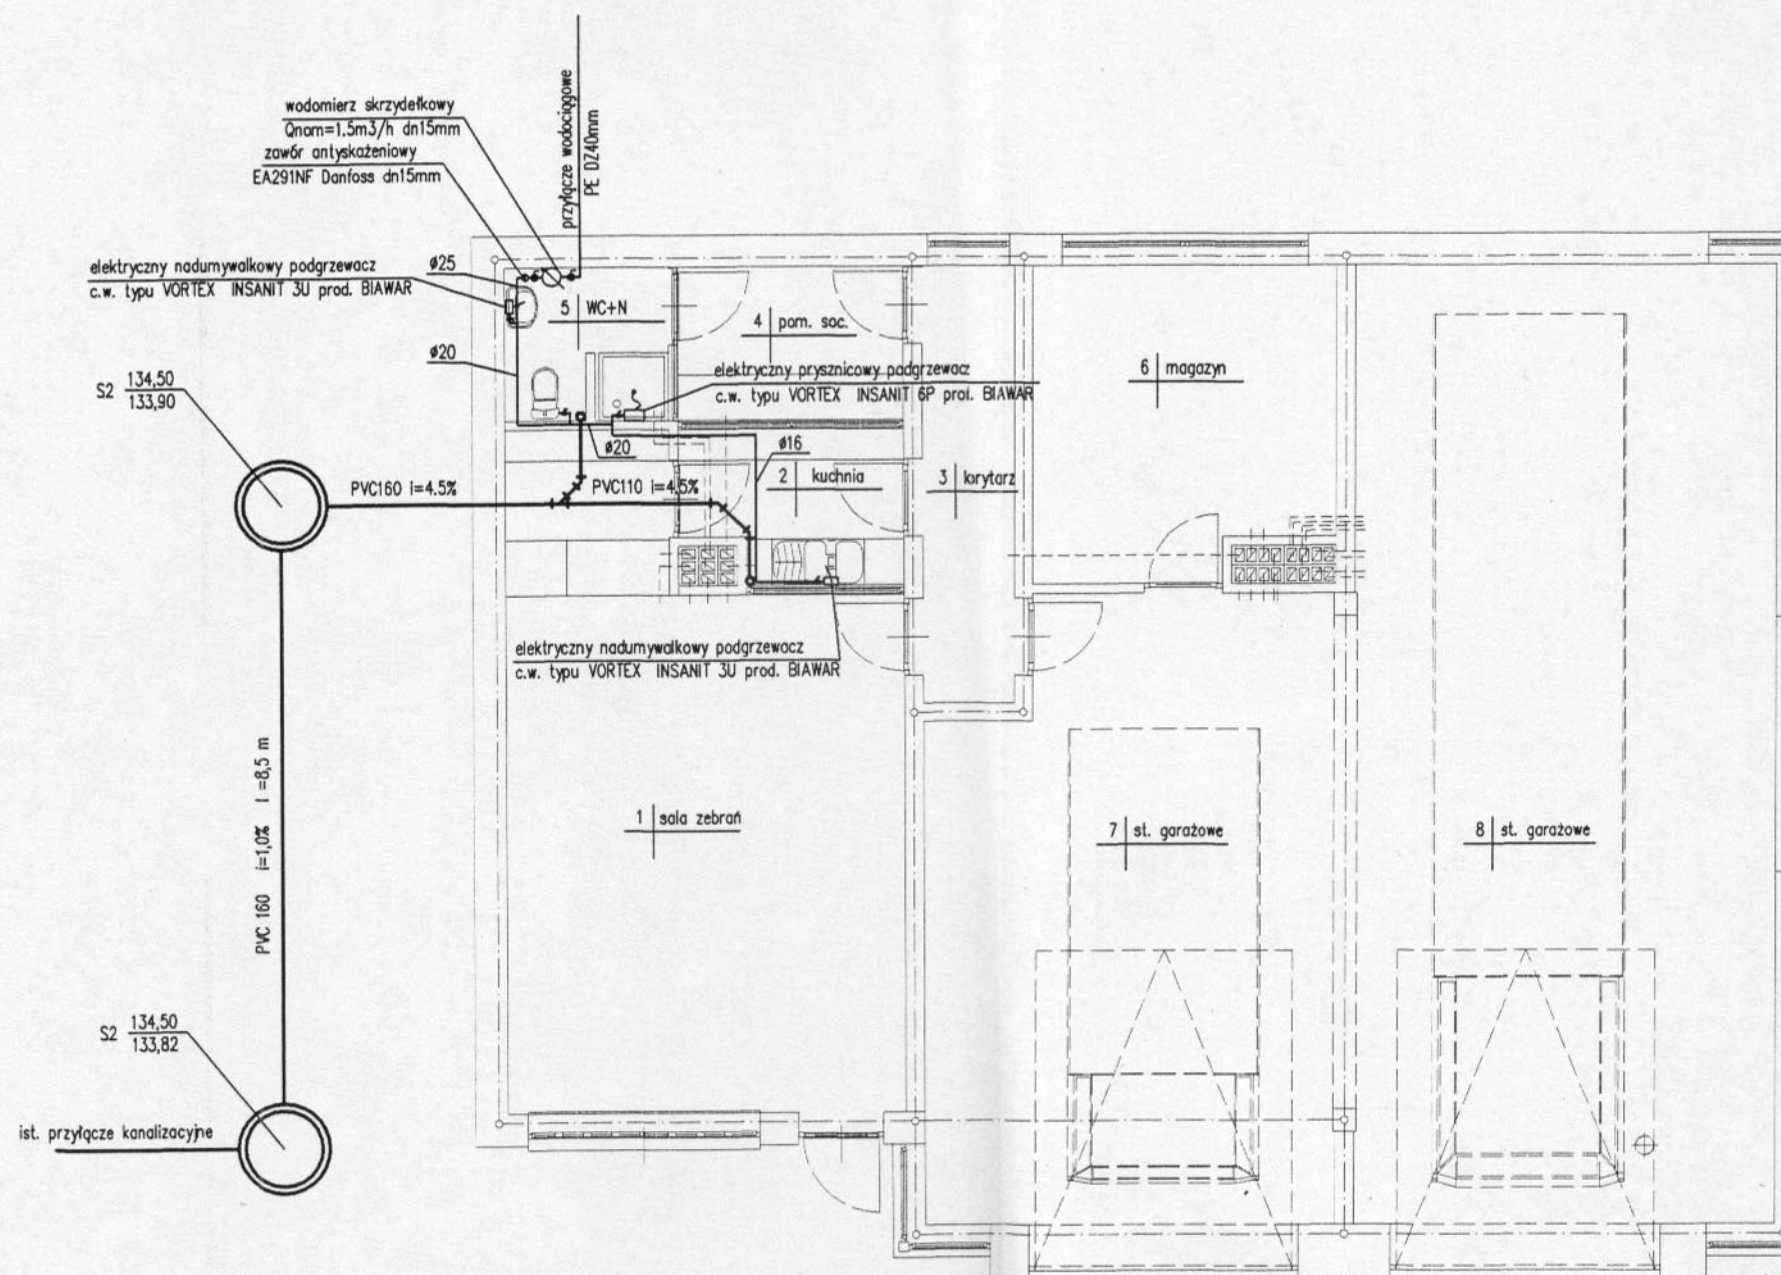 przyłącze wodociągowe
PE DZ40mm
wodomierz skrzydełkowy
Qnom=1.5m3/h dn15mm
zawór antyskażeniowy
EA291NF Danfoss dn15mm
elektryczny nadumywalkowy podgrzewacz
c.w. typu VORTEX INSANIT 3U prod. BIAWAR
ø25
5 WC+N
4 pom. soc.
ø20
elektryczny prysznicowy podgrzewacz
c.w. typu VORTEX INSANIT 6P prol. BIAWAR
6 magazyn
S2 134,50
133,90
ø20
ø16
2 kuchnia
3 korytarz
PVC160 i=4.5%
PVC110 i=4.5%
elektryczny nadumywalkowy podgrzewacz
c.w. typu VORTEX INSANIT 3U prod. BIAWAR
PVC 160 i=1,0% l=8,5 m
1 sala zebrań
7 st. garażowe
8 st. garażowe
S2 134,50
133,82
ist. przyłącze kanalizacyjne